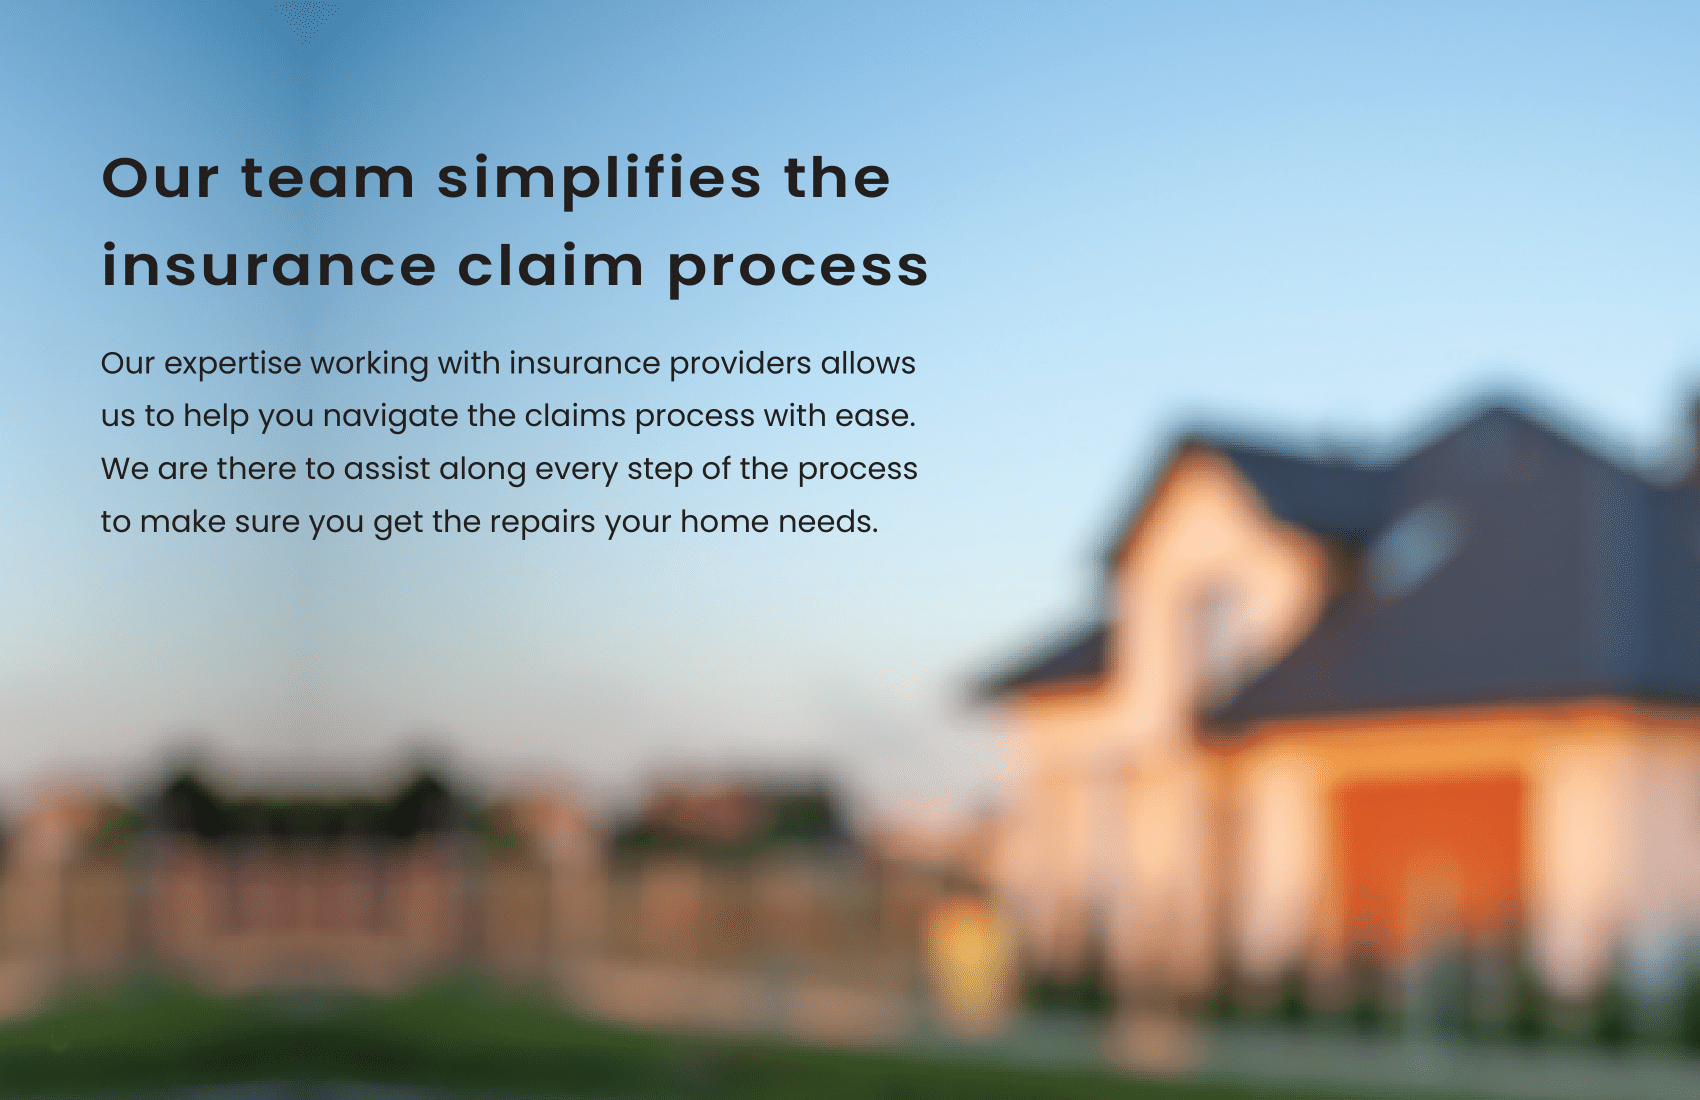 Our team simplifies the
insurance claim process
Our expertise working with insurance providers allows
us to help you navigate the claims process with ease.
We are there to assist along every step of the process
to make sure you get the repairs your home needs.